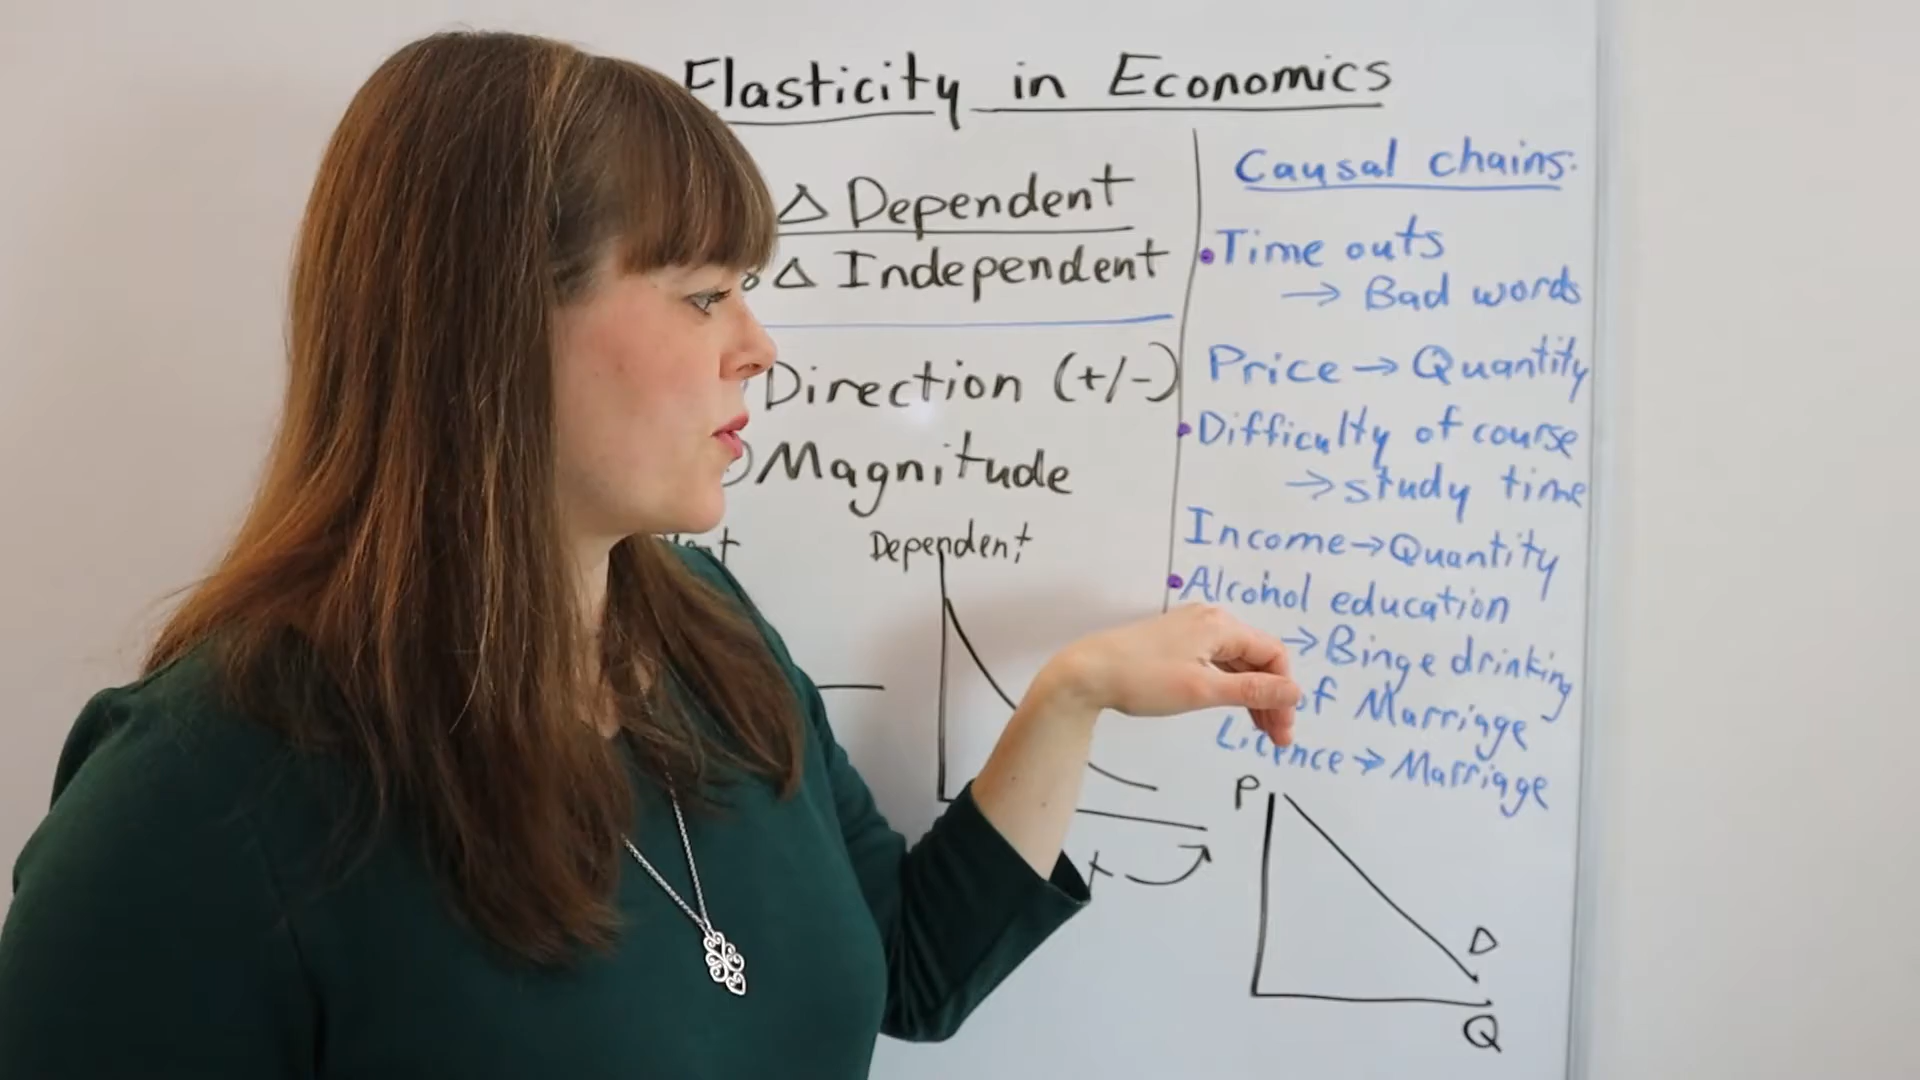 Elasticity in Economics
△ Dependent
△ Independent
Direction (+/-)
Magnitude
Dependent
Causal chains:
•Time outs
→ Bad words
Price → Quantity
•Difficulty of course
→ study time
Income → Quantity
•Alcohol education
→ Binge drinking
of Marriage
Licence → Marriage
P
D
Q